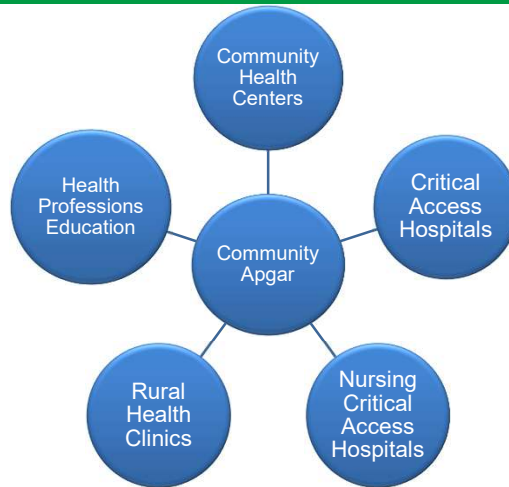 Community
Health
Centers
Health
Professions
Education
Critical
Access
Hospitals
Community
Apgar
Rural
Health
Clinics
Nursing
Critical
Access
Hospitals